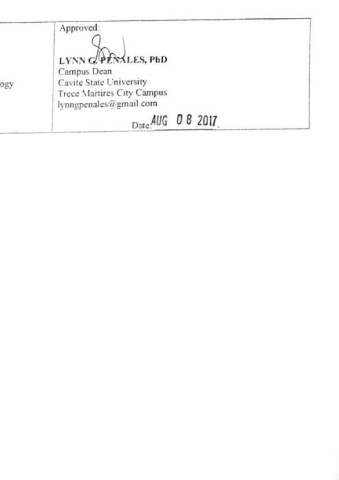 Approved:
LYNN G. PENALES, PhD
Campus Dean
ogy
Cavite State University
Trece Martires City Campus
lynngpenales@gmail.com
Date: AUG 08 2017